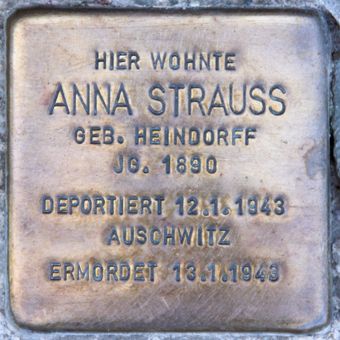 HIER WOHNTE
ANNA STRAUSS
GEB. HEINDORFF
JG. 1890
DEPORTIERT 12.1.1943
AUSCHWITZ
ERMORDET 13.1.1943